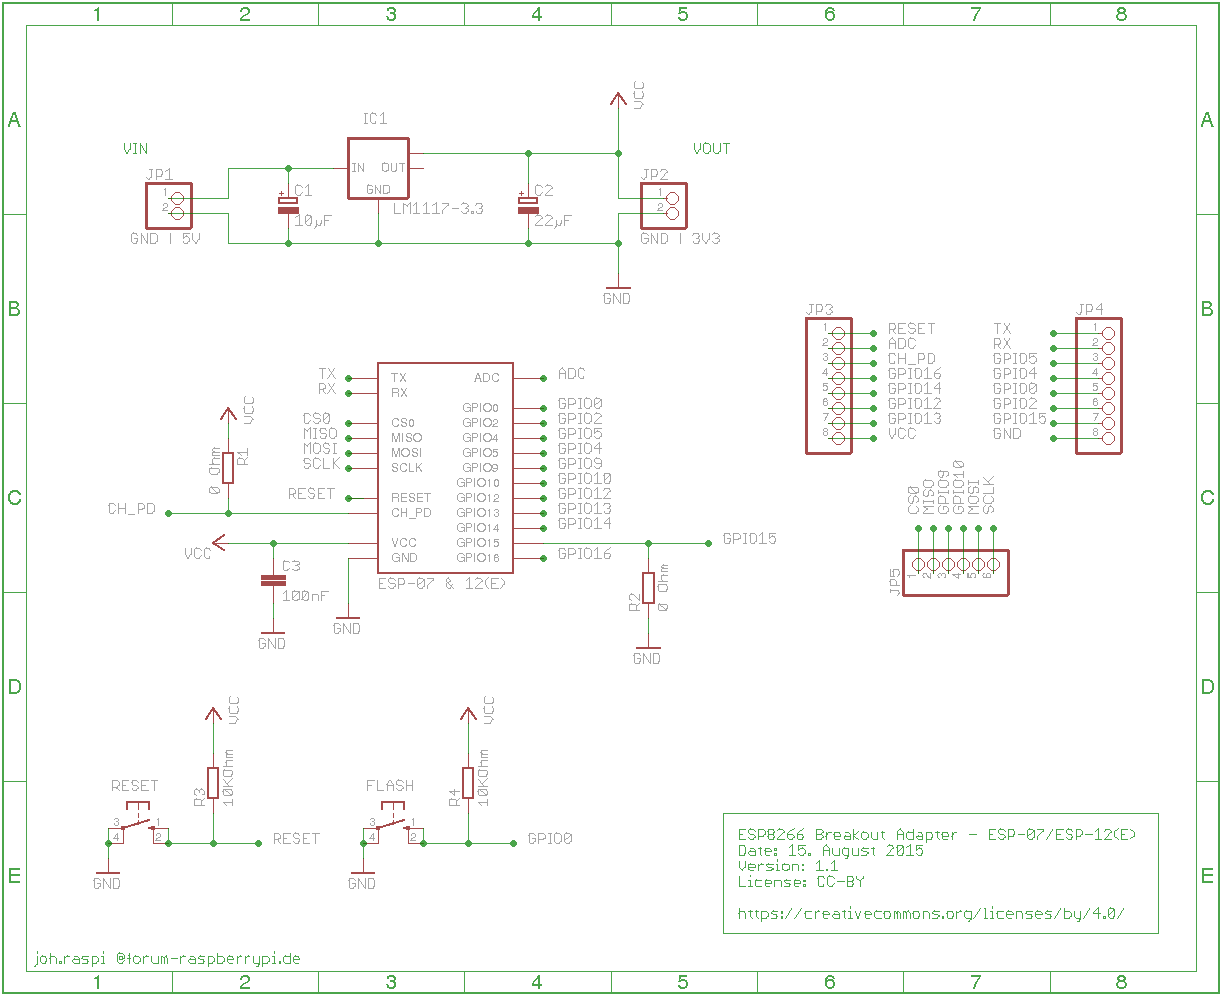 1 2 3 4 5 6 7 8
A A
IC1
VCC
VIN
VOUT
JP1
1
2
GND | 5V
C1
10µF
IN OUT
GND
LM1117-3.3
C2
22µF
JP2
1
2
GND | 3V3
GND
B B
JP3
1 RESET
2 ADC
3 CH_PD
4 GPIO16
5 GPIO14
6 GPIO12
7 GPIO13
8 VCC
JP4
TX 1
RX 2
GPIO5 3
GPIO4 4
GPIO0 5
GPIO2 6
GPIO15 7
GND 8
TX TX ADC ADC
RX RX
GPIO0 GPIO0
CS0 CS0 GPIO2 GPIO2
MISO MISO GPIO4 GPIO5
MOSI MOSI GPIO5 GPIO4
SCLK SCLK GPIO9 GPIO9
GPIO10 GPIO10
RESET RESET GPIO12 GPIO12
CH_PD CH_PD GPIO13 GPIO13
GPIO14 GPIO14
VCC VCC GPIO15 GPIO15
GND GPIO16 GPIO16
ESP-07 & 12(E)
VCC
R1
0 Ohm
C C
C3
100nF
GND
GND
R2
0 Ohm
GND
CS0
MISO
GPIO9
GPIO10
MOSI
SCLK
JP5
1 2 3 4 5 6
D D
VCC
R3
10KOhm
RESET
3 1
4 2
RESET
GND
VCC
R4
10KOhm
FLASH
3 1
4 2
GPIO0
GND
E E
ESP8266 Breakout Adapter - ESP-07/ESP-12(E)
Date: 15. August 2015
Version: 1.1
License: CC-BY
https://creativecommons.org/licenses/by/4.0/
joh.raspi @forum-raspberrypi.de
1 2 3 4 5 6 7 8